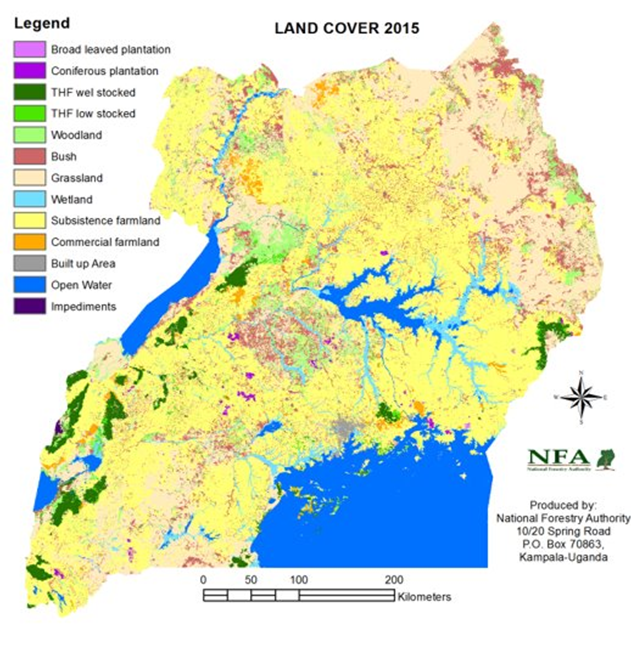 Legend
LAND COVER 2015
Broad leaved plantation
Coniferous plantation
THF wel stocked
THF low stocked
Woodland
Bush
Grassland
Wetland
Subsistence farmland
Commercial farmland
Built up Area
Open Water
Impediments
N
W E
S
NFA
National Forestry Authority
Produced by:
National Forestry Authority
10/20 Spring Road
P.O. Box 70863,
Kampala-Uganda
0 50 100 200
Kilometers